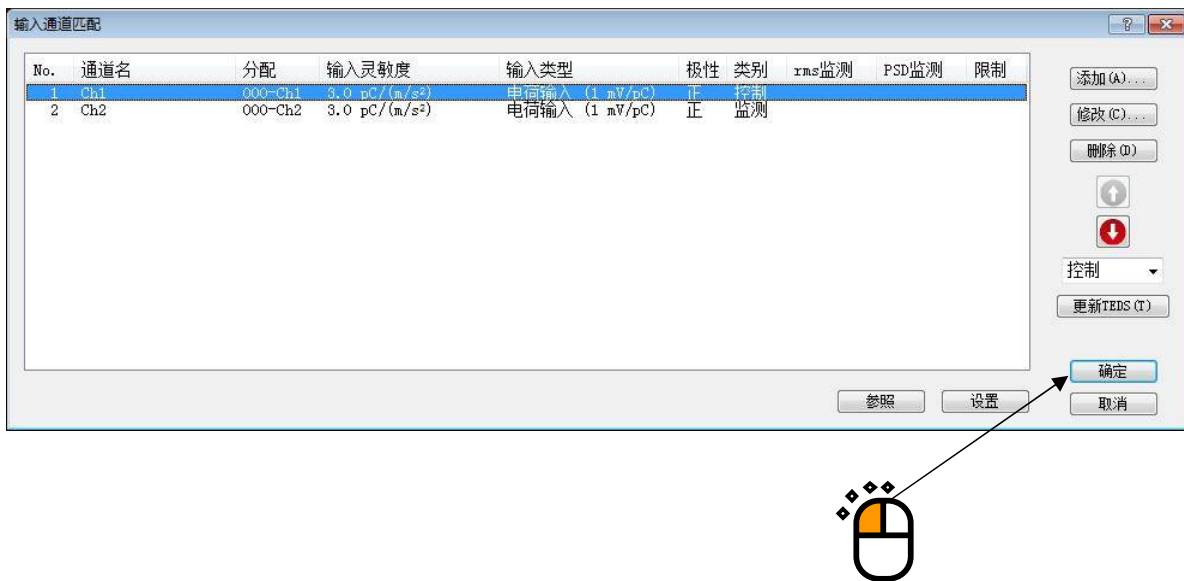 输入通道匹配
No. 通道名 分配 输入灵敏度 输入类型 极性 类别 rms监测 PSD监测 限制
1 Ch1 000-Ch1 3.0 pC/(m/s²) 电荷输入 (1 mV/pC) 正 控制
2 Ch2 000-Ch2 3.0 pC/(m/s²) 电荷输入 (1 mV/pC) 正 监测
添加(A)...
修改(C)...
删除(D)
控制
更新TEDS(T)
确定
参照 设置 取消